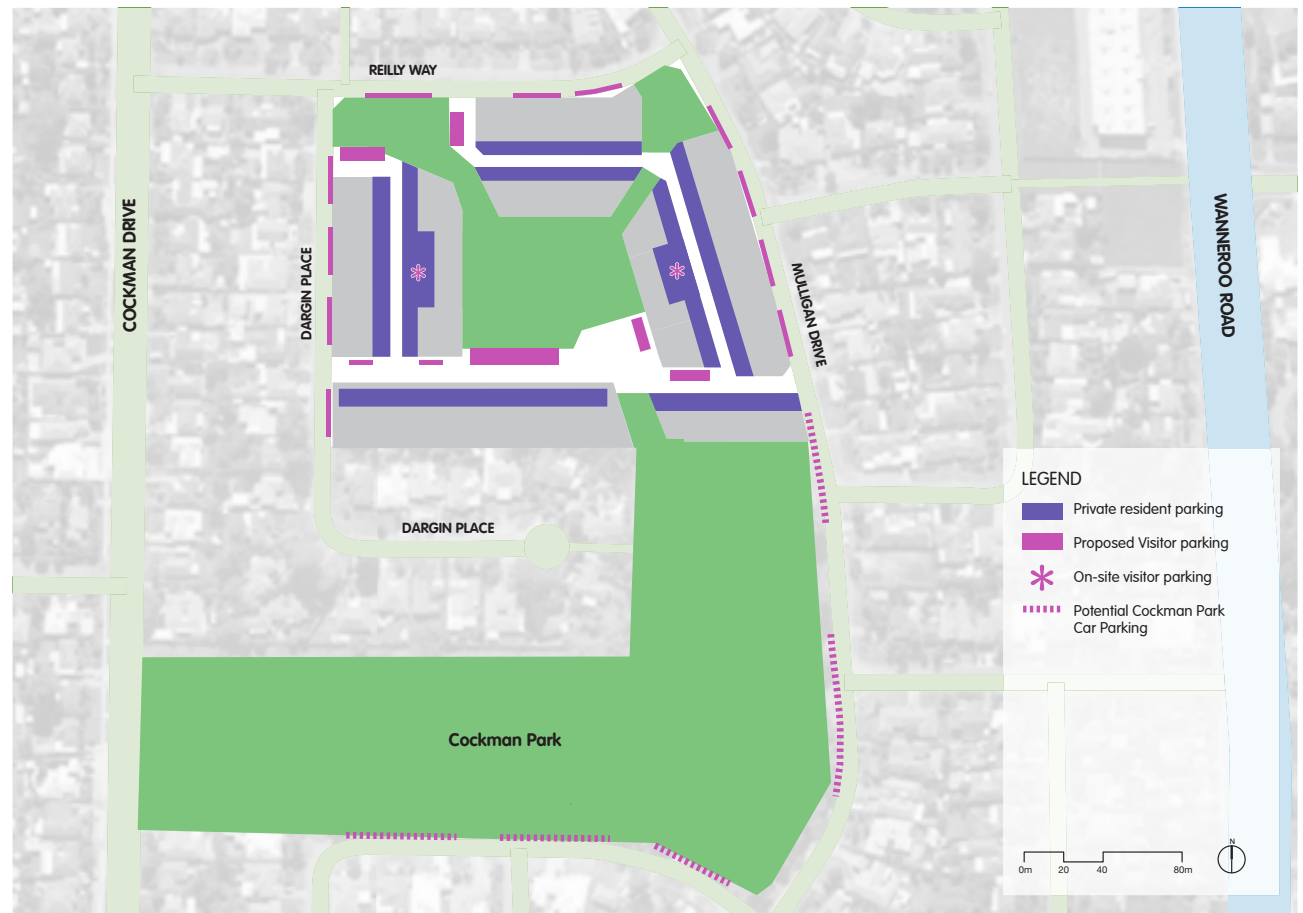 REILLY WAY
COCKMAN DRIVE
DARGIN PLACE
MULLIGAN DRIVE
WANNEROO ROAD
DARGIN PLACE
Cockman Park
LEGEND
Private resident parking
Proposed Visitor parking
On-site visitor parking
Potential Cockman Park
Car Parking
N
0m 20 40 80m